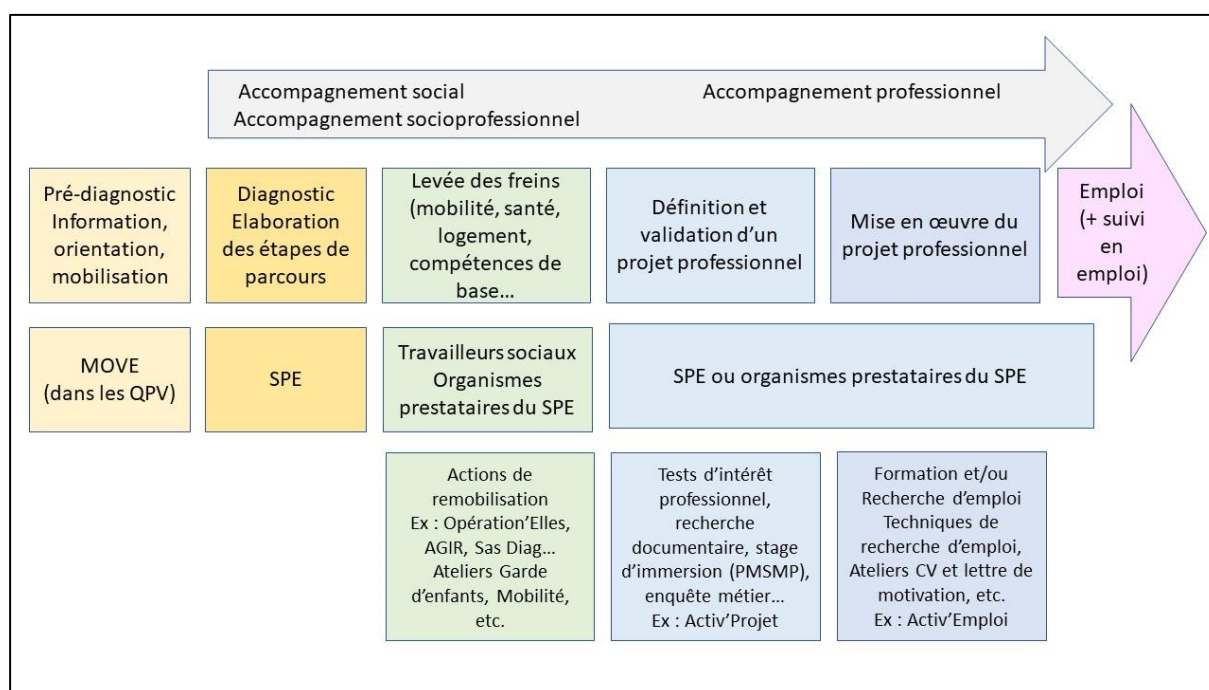 Accompagnement social
Accompagnement professionnel
Accompagnement socioprofessionnel
Pré-diagnostic
Information,
orientation,
mobilisation
Diagnostic
Elaboration
des étapes de
parcours
Levée des freins
(mobilité, santé,
logement,
compétences de
base…
Définition et
validation d’un
projet professionnel
Mise en œuvre du
projet professionnel
Emploi
(+ suivi
en
emploi)
MOVE
(dans les QPV)
SPE
Travailleurs sociaux
Organismes
prestataires du SPE
SPE ou organismes prestataires du SPE
Actions de
remobilisation
Ex : Opération’Elles,
AGIR, Sas Diag…
Ateliers Garde
d’enfants, Mobilité,
etc.
Tests d’intérêt
professionnel,
recherche
documentaire, stage
d’immersion (PMSMP),
enquête métier…
Ex : Activ’Projet
Formation et/ou
Recherche d’emploi
Techniques de
recherche d’emploi,
Ateliers CV et lettre de
motivation, etc.
Ex : Activ’Emploi